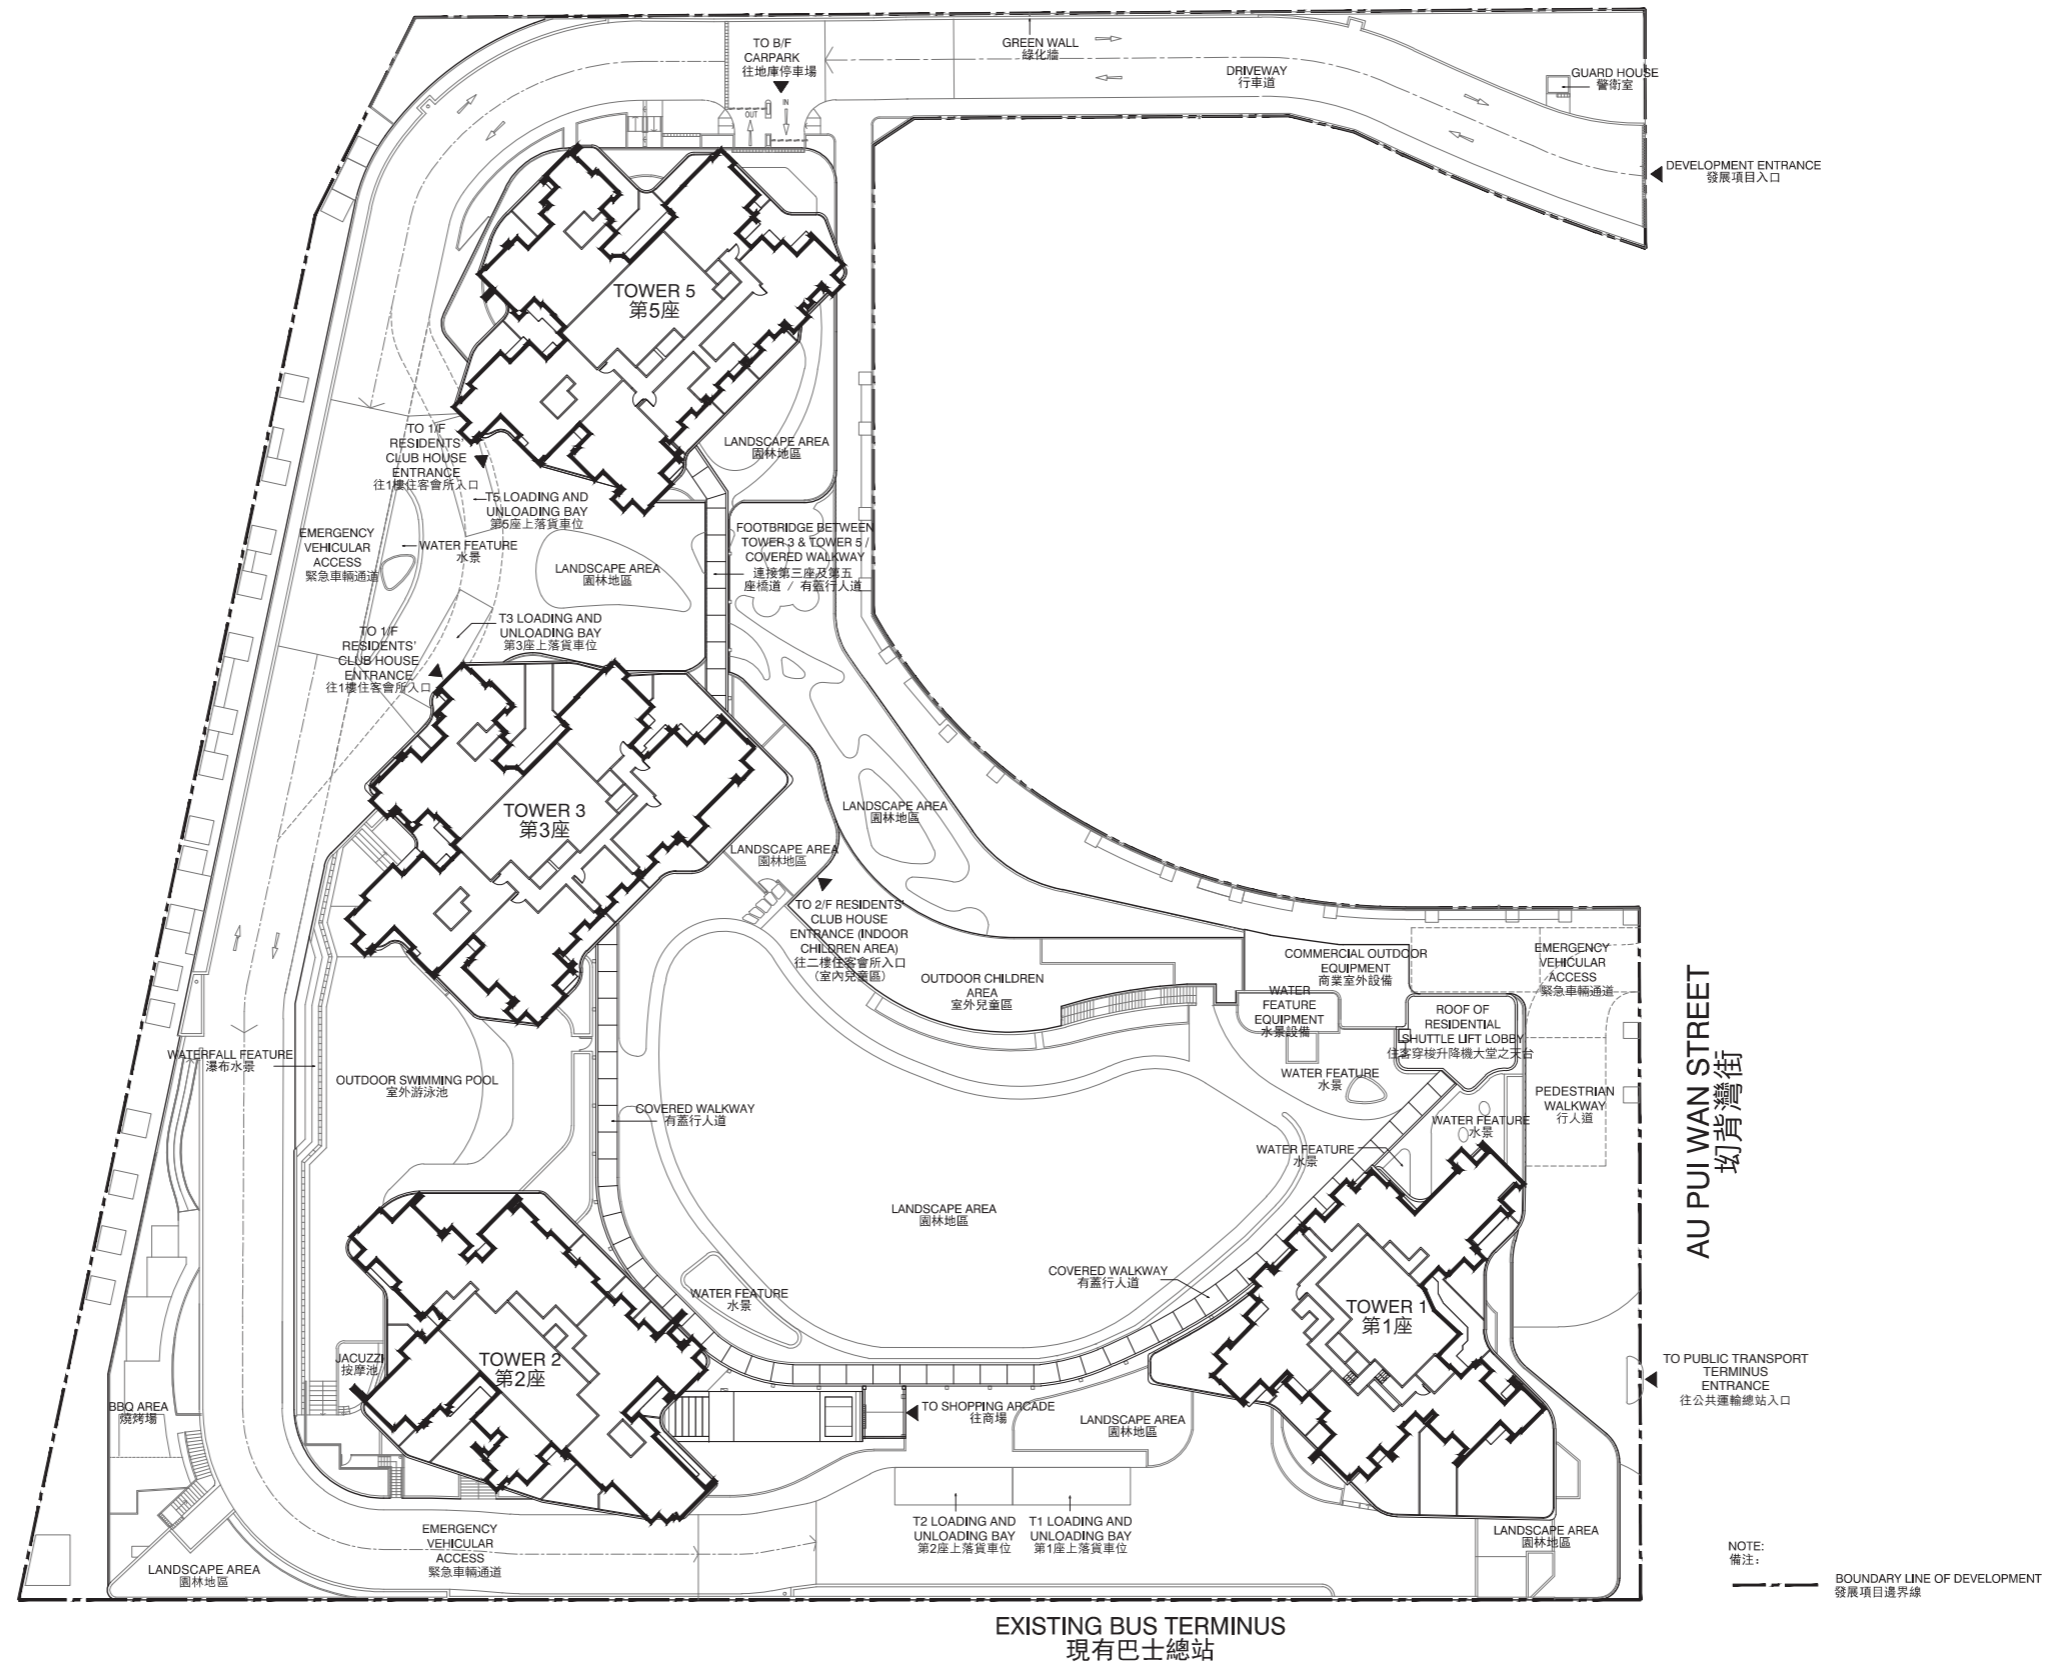 TO B/F
CARPARK
往地庫停車場
OUT
IN
GREEN WALL
綠化牆
DRIVEWAY
行車道
GUARD HOUSE
警衛室
DEVELOPMENT ENTRANCE
發展項目入口
TOWER 5
第5座
TO 1/F
RESIDENTS'
CLUB HOUSE
ENTRANCE
往1樓住客會所入口
LANDSCAPE AREA
園林地區
T5 LOADING AND
UNLOADING BAY
第5座上落貨車位
EMERGENCY
VEHICULAR
ACCESS
緊急車輛通道
WATER FEATURE
水景
LANDSCAPE AREA
園林地區
FOOTBRIDGE BETWEEN
TOWER 3 & TOWER 5 /
COVERED WALKWAY
連接第三座及第五
座橋道 / 有蓋行人道
T3 LOADING AND
UNLOADING BAY
第3座上落貨車位
TO 1/F
RESIDENTS'
CLUB HOUSE
ENTRANCE
往1樓住客會所入口
TOWER 3
第3座
LANDSCAPE AREA
園林地區
LANDSCAPE AREA
園林地區
TO 2/F RESIDENTS'
CLUB HOUSE
ENTRANCE (INDOOR
CHILDREN AREA)
往二樓住客會所入口
(室內兒童區)
OUTDOOR CHILDREN
AREA
室外兒童區
COMMERCIAL OUTDOOR
EQUIPMENT
商業室外設備
EMERGENCY
VEHICULAR
ACCESS
緊急車輛通道
WATER
FEATURE
EQUIPMENT
水景設備
ROOF OF
RESIDENTIAL
SHUTTLE LIFT LOBBY
住客穿梭升降機大堂之天台
WATERFALL FEATURE
瀑布水景
OUTDOOR SWIMMING POOL
室外游泳池
COVERED WALKWAY
有蓋行人道
WATER FEATURE
水景
PEDESTRIAN
WALKWAY
行人道
WATER FEATURE
水景
WATER FEATURE
水景
AU PUI WAN STREET
坳背灣街
LANDSCAPE AREA
園林地區
COVERED WALKWAY
有蓋行人道
WATER FEATURE
水景
TOWER 1
第1座
TOWER 2
第2座
JACUZZI
按摩池
TO PUBLIC TRANSPORT
TERMINUS
ENTRANCE
往公共運輸總站入口
BBQ AREA
燒烤場
TO SHOPPING ARCADE
往商場
LANDSCAPE AREA
園林地區
T2 LOADING AND
UNLOADING BAY
第2座上落貨車位
T1 LOADING AND
UNLOADING BAY
第1座上落貨車位
EMERGENCY
VEHICULAR
ACCESS
緊急車輛通道
LANDSCAPE AREA
園林地區
LANDSCAPE AREA
園林地區
NOTE:
備注：
BOUNDARY LINE OF DEVELOPMENT
發展項目邊界線
EXISTING BUS TERMINUS
現有巴士總站